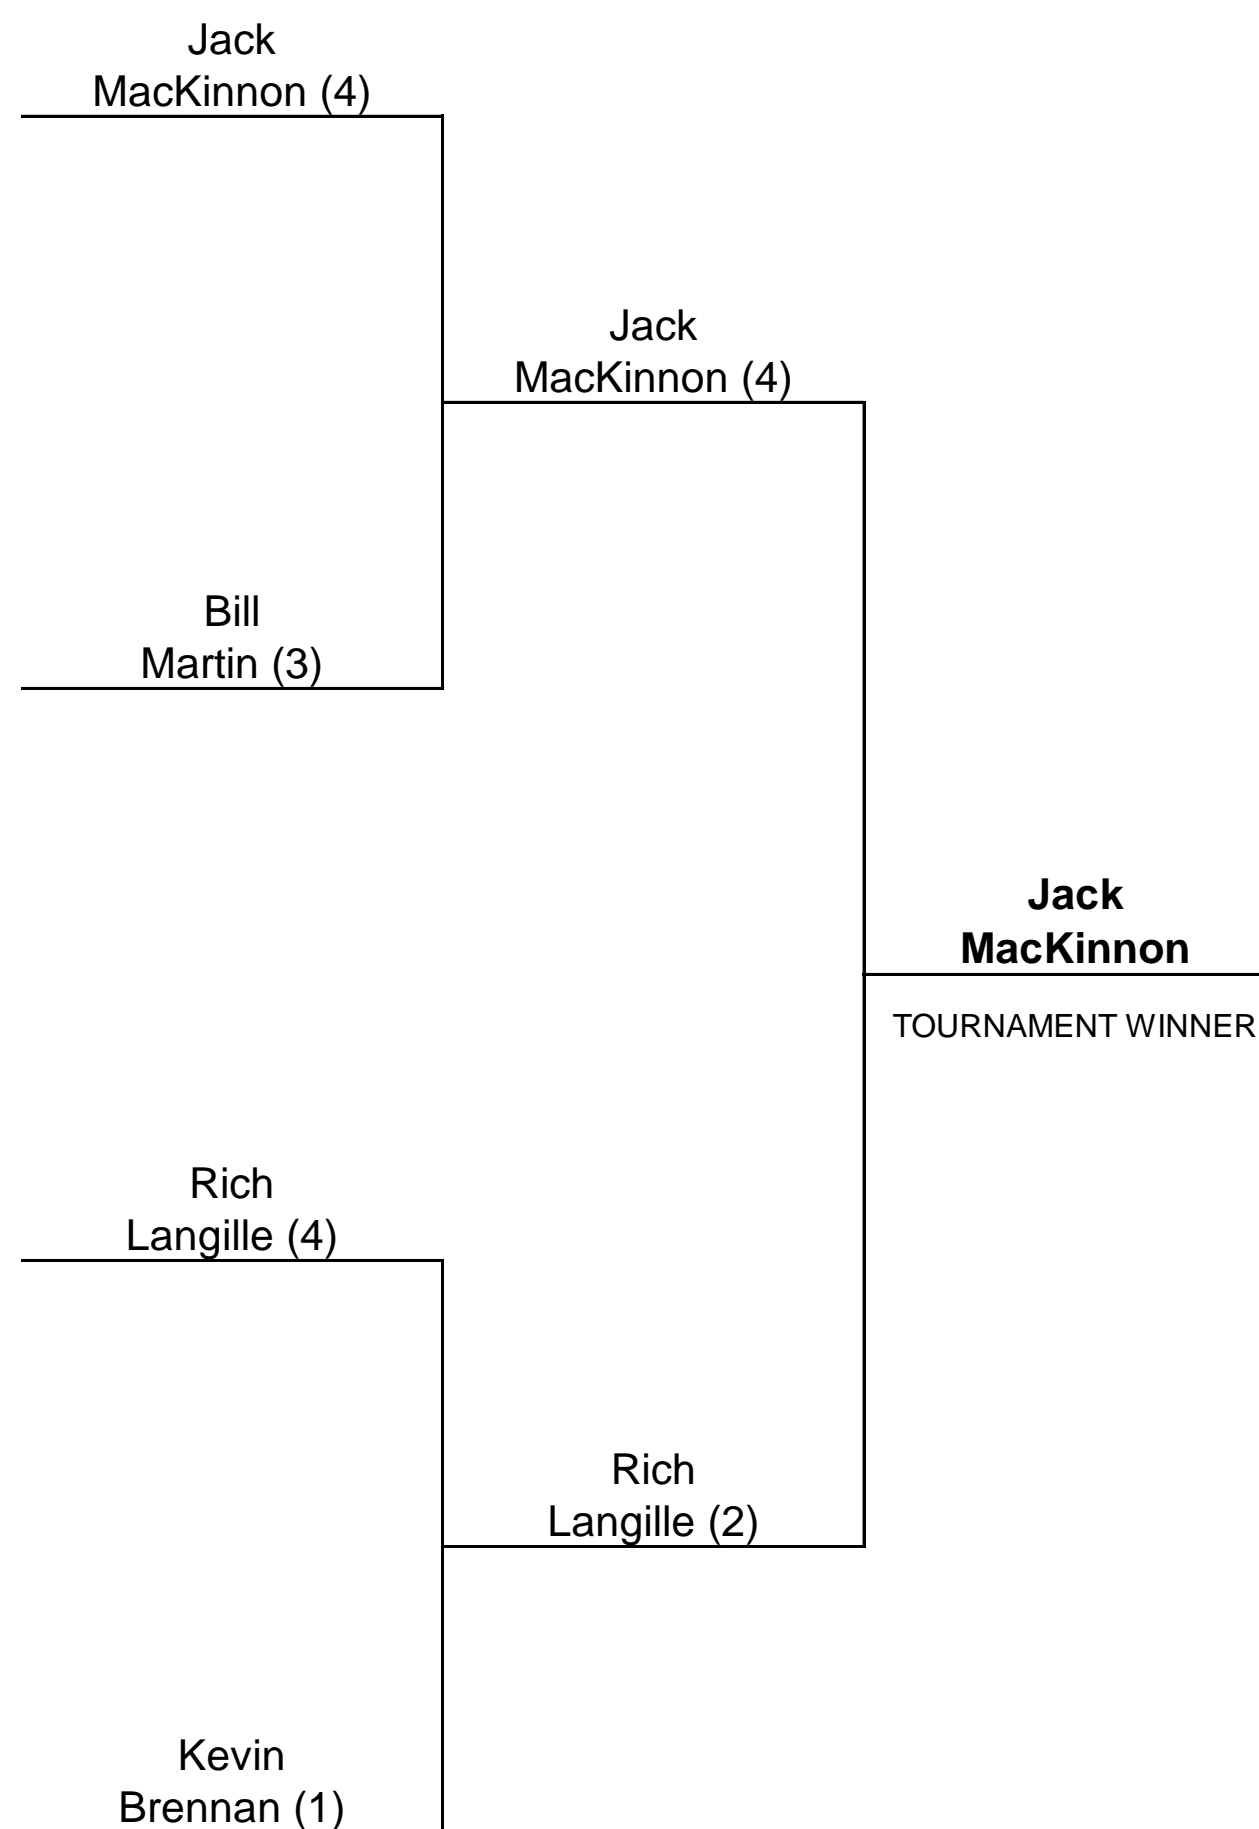 Jack
MacKinnon (4)
Jack
MacKinnon (4)
Bill
Martin (3)
Jack
MacKinnon
TOURNAMENT WINNER
Rich
Langille (4)
Rich
Langille (2)
Kevin
Brennan (1)